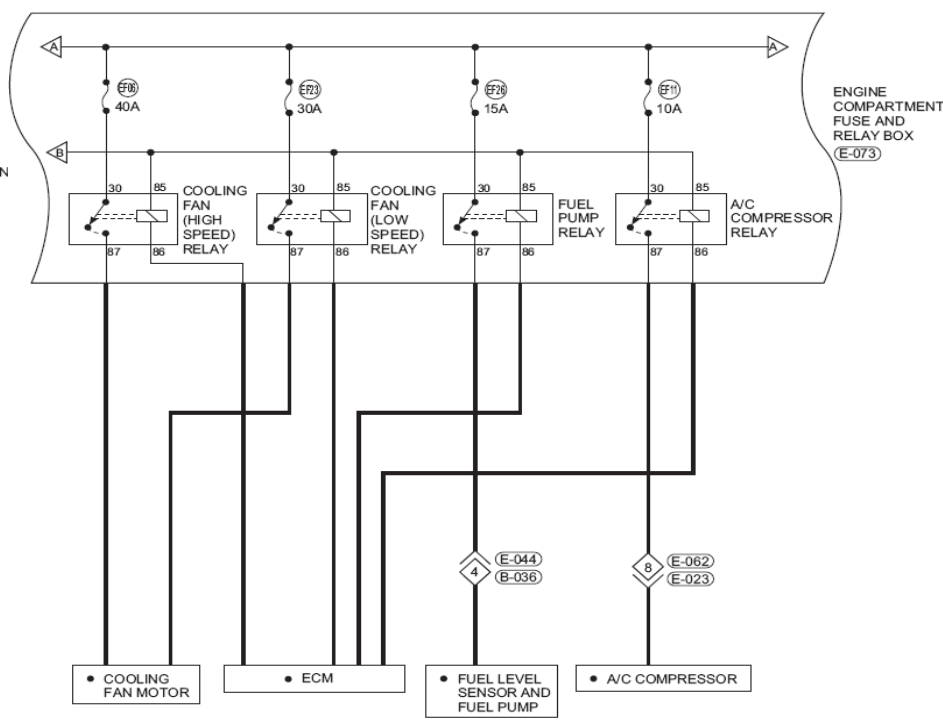 A
A
EF06
40A
EF23
30A
EF26
15A
EF11
10A
ENGINE
COMPARTMENT
FUSE AND
RELAY BOX
E-073
B
N
30 85
COOLING
FAN
(HIGH
SPEED)
RELAY
87 86
30 85
COOLING
FAN
(LOW
SPEED)
RELAY
87 86
30 85
FUEL
PUMP
RELAY
87 86
30 85
A/C
COMPRESSOR
RELAY
87 86
4
E-044
B-036
8
E-062
E-023
• COOLING
FAN MOTOR
• ECM
• FUEL LEVEL
SENSOR AND
FUEL PUMP
• A/C COMPRESSOR